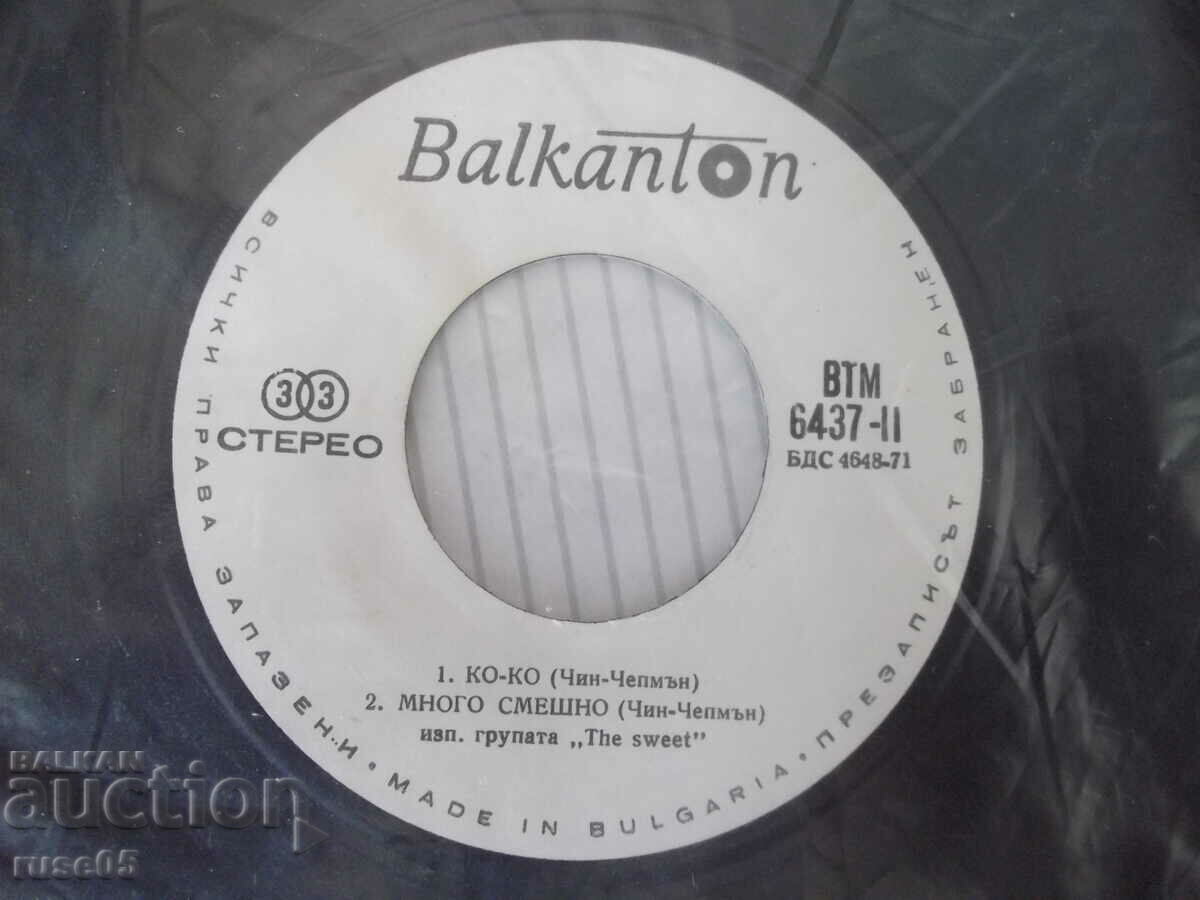 Balkanton
ВСИЧКИ ПРАВА ЗАПАЗЕНИ • MADE IN BULGARIA • ПРЕЗАПИСЪТ ЗАБРАНЕН
33
СТЕРЕО
ВТМ
6437-II
БДС 4648-71
1. КО-КО (Чин-Чепмън)
2. МНОГО СМЕШНО (Чин-Чепмън)
изп. групата „The sweet”
BALKAN
auction
ruse05